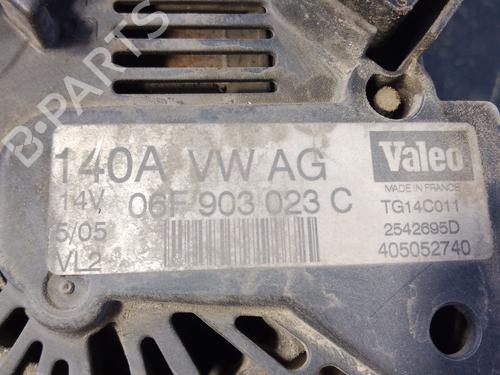 140A VW AG
14V 06F 903 023 C
5/05
VL2
Valeo
MADE IN FRANCE
TG14C011
2542695D
405052740
B-PARTS